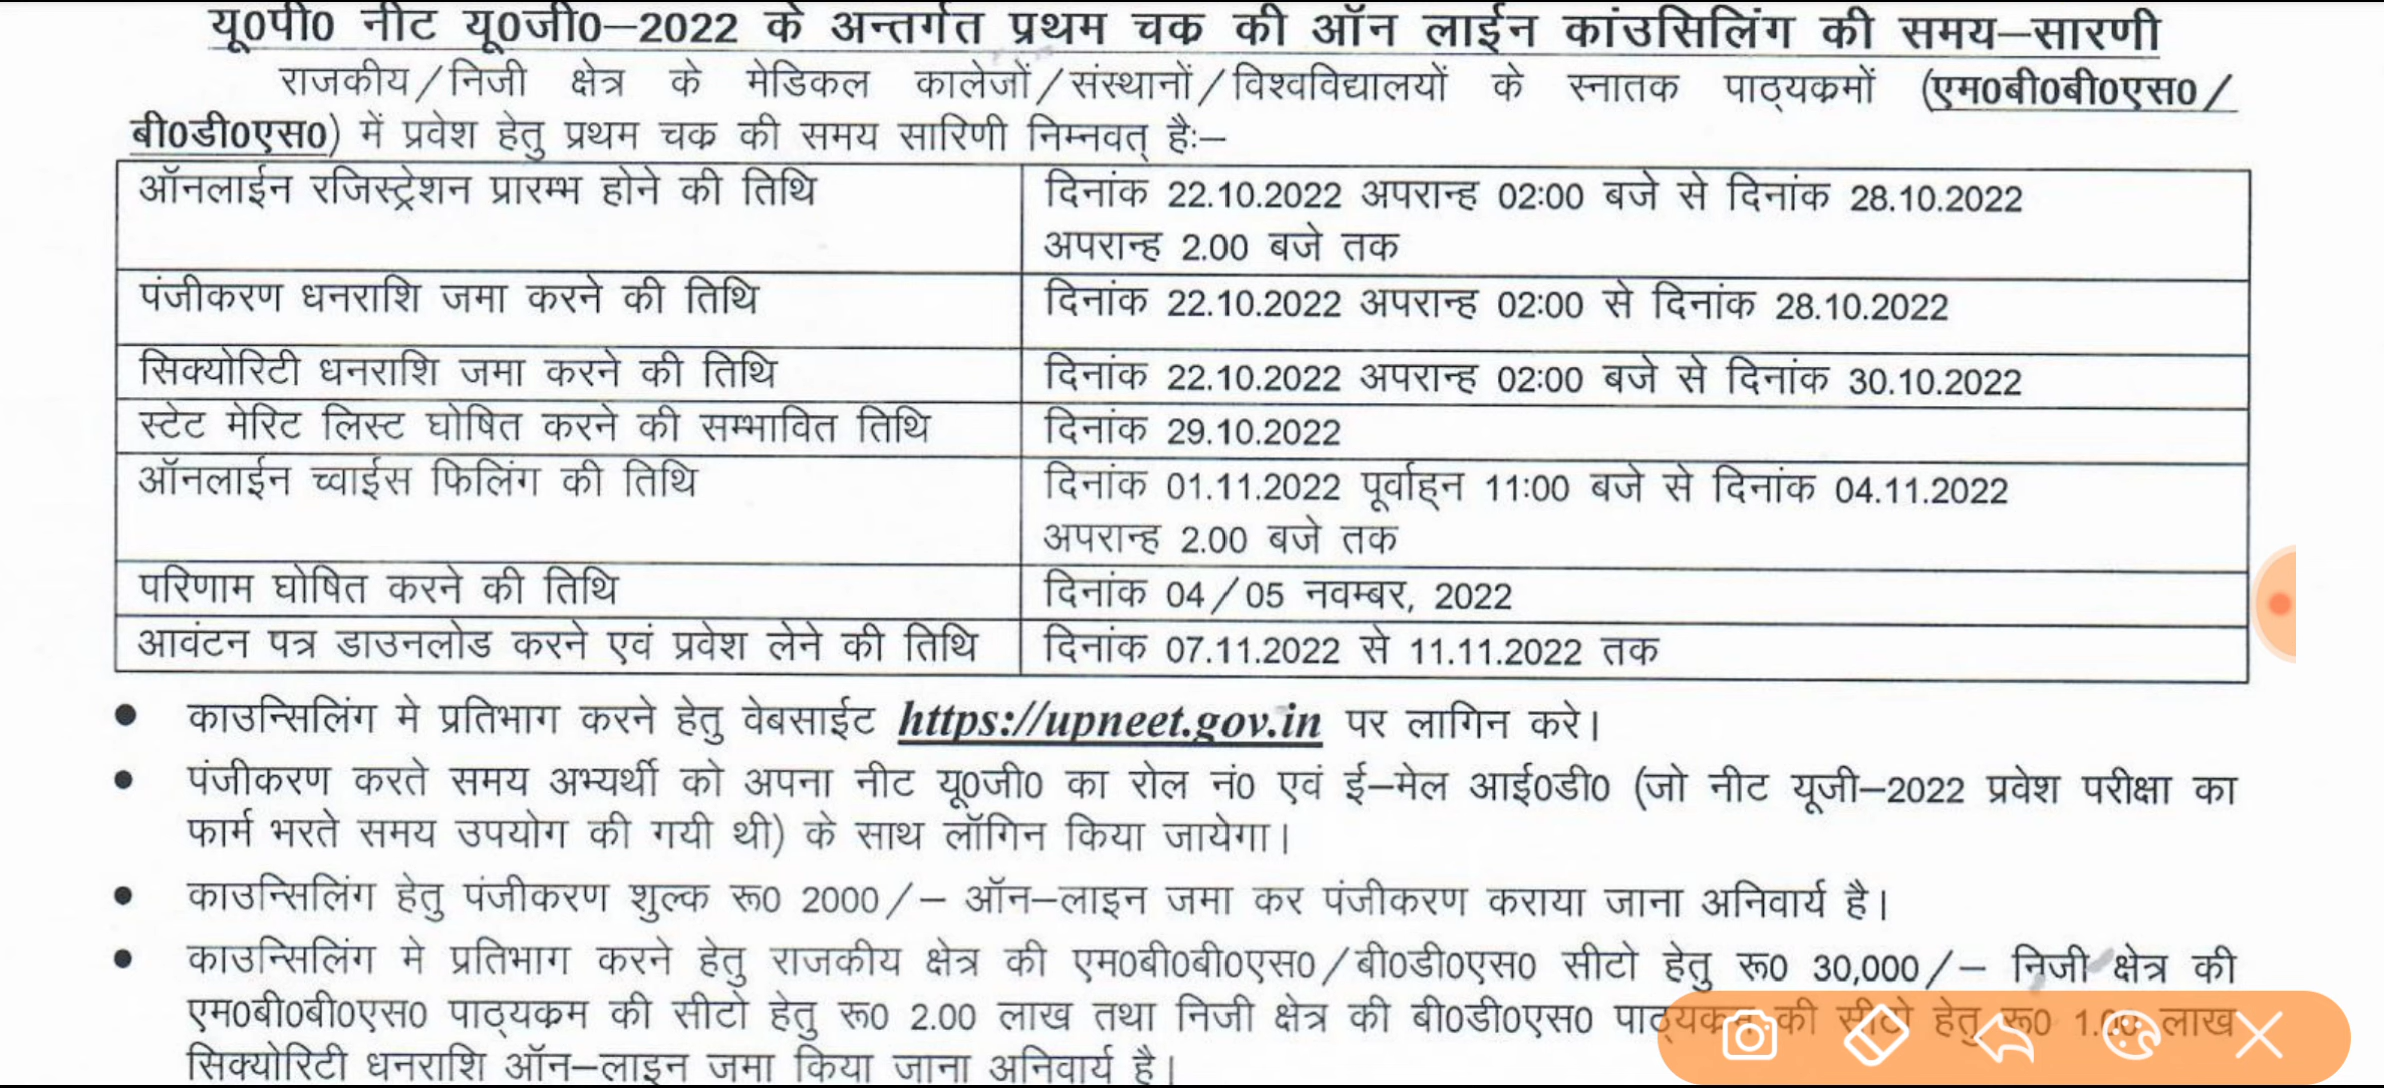 यू0पी0 नीट यू0जी0–2022 के अन्तर्गत प्रथम चक्र की ऑन लाईन कांउसिलिंग की समय–सारणी
राजकीय/निजी क्षेत्र के मेडिकल कालेजों/संस्थानों/विश्वविद्यालयों के स्नातक पाठ्यक्रमों (एम0बी0बी0एस0/
बी0डी0एस0) में प्रवेश हेतु प्रथम चक्र की समय सारिणी निम्नवत् हैः–
ऑनलाईन रजिस्ट्रेशन प्रारम्भ होने की तिथि
दिनांक 22.10.2022 अपरान्ह 02:00 बजे से दिनांक 28.10.2022
अपरान्ह 2.00 बजे तक
पंजीकरण धनराशि जमा करने की तिथि
दिनांक 22.10.2022 अपरान्ह 02:00 से दिनांक 28.10.2022
सिक्योरिटी धनराशि जमा करने की तिथि
दिनांक 22.10.2022 अपरान्ह 02:00 बजे से दिनांक 30.10.2022
स्टेट मेरिट लिस्ट घोषित करने की सम्भावित तिथि
दिनांक 29.10.2022
ऑनलाईन च्वाईस फिलिंग की तिथि
दिनांक 01.11.2022 पूर्वाह्न 11:00 बजे से दिनांक 04.11.2022
अपरान्ह 2.00 बजे तक
परिणाम घोषित करने की तिथि
दिनांक 04/05 नवम्बर, 2022
आवंटन पत्र डाउनलोड करने एवं प्रवेश लेने की तिथि
दिनांक 07.11.2022 से 11.11.2022 तक
• काउन्सिलिंग मे प्रतिभाग करने हेतु वेबसाईट https://upneet.gov.in पर लागिन करे।
• पंजीकरण करते समय अभ्यर्थी को अपना नीट यू0जी0 का रोल नं0 एवं ई–मेल आई0डी0 (जो नीट यूजी–2022 प्रवेश परीक्षा का
फार्म भरते समय उपयोग की गयी थी) के साथ लॉगिन किया जायेगा।
• काउन्सिलिंग हेतु पंजीकरण शुल्क रू0 2000/– ऑन–लाइन जमा कर पंजीकरण कराया जाना अनिवार्य है।
• काउन्सिलिंग मे प्रतिभाग करने हेतु राजकीय क्षेत्र की एम0बी0बी0एस0/बी0डी0एस0 सीटो हेतु रू0 30,000/– निजी क्षेत्र की
एम0बी0बी0एस0 पाठ्यक्रम की सीटो हेतु रू0 2.00 लाख तथा निजी क्षेत्र की बी0डी0एस0 पाठ्यक्रम की सीटो हेतु रू0 1.00 लाख
सिक्योरिटी धनराशि ऑन–लाइन जमा किया जाना अनिवार्य है।